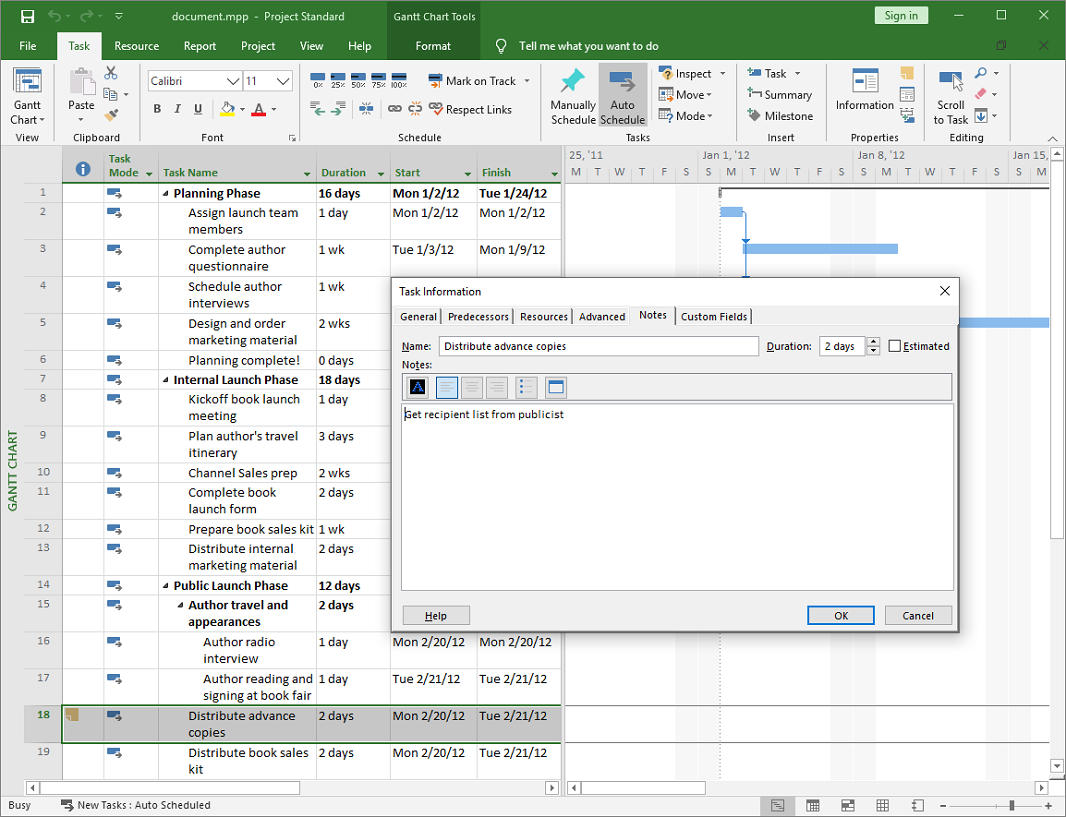 document.mpp - Project Standard
Gantt Chart Tools
Sign in
File
Task
Resource
Report
Project
View
Help
Format
Tell me what you want to do
Gantt
Chart
View
Paste
Clipboard
Calibri
11
B I U
A
Font
0% 25% 50% 75% 100%
Mark on Track
Respect Links
Schedule
Manually
Schedule
Auto
Schedule
Inspect
Move
Mode
Tasks
Task
Summary
Milestone
Insert
Information
Properties
Scroll
to Task
Editing
Task
Mode
Task Name
Duration
Start
Finish
25, '11
Jan 1, '12
Jan 8, '12
Jan 15,
M T W T F S S M T W T F S S M T W T F S S M
1 Planning Phase 16 days Mon 1/2/12 Tue 1/24/12
2 Assign launch team 1 day Mon 1/2/12 Mon 1/2/12
members
3 Complete author 1 wk Tue 1/3/12 Mon 1/9/12
questionnaire
4 Schedule author 1 wk
interviews
5 Design and order 2 wks
marketing material
6 Planning complete! 0 days
7 Internal Launch Phase 18 days
8 Kickoff book launch 1 day
meeting
9 Plan author's travel 3 days
itinerary
10 Channel Sales prep 2 wks
11 Complete book 2 days
launch form
12 Prepare book sales kit 1 wk
13 Distribute internal 2 days
marketing material
14 Public Launch Phase 12 days
15 Author travel and 2 days
appearances
16 Author radio 1 day Mon 2/20/12 Mon 2/20/12
interview
17 Author reading and 1 day Tue 2/21/12 Tue 2/21/12
signing at book fair
18 Distribute advance 2 days Mon 2/20/12 Tue 2/21/12
copies
19 Distribute book sales 2 days Mon 2/20/12 Tue 2/21/12
kit
GANTT CHART
Task Information
General
Predecessors
Resources
Advanced
Notes
Custom Fields
Name: Distribute advance copies
Duration: 2 days
Estimated
Notes:
A
Get recipient list from publicist
Help
OK
Cancel
Busy
New Tasks : Auto Scheduled